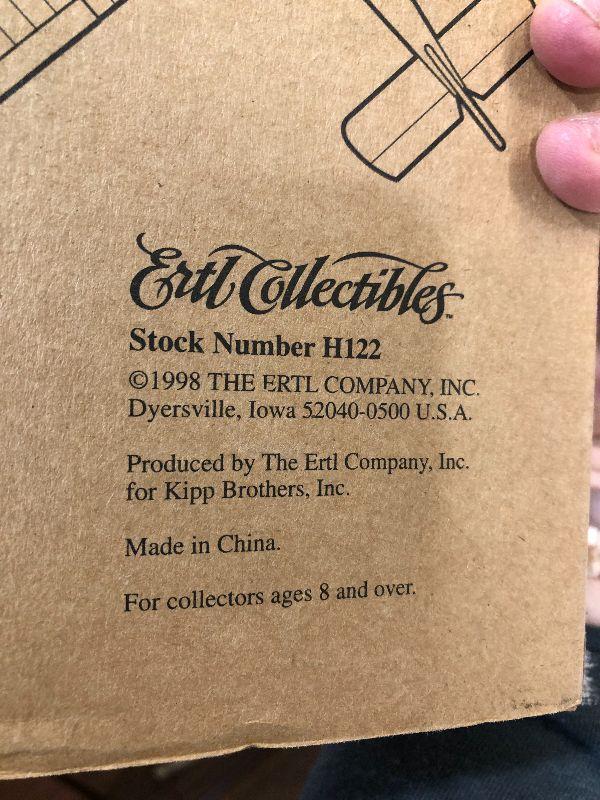 Ertl Collectibles™
Stock Number H122
©1998 THE ERTL COMPANY, INC.
Dyersville, Iowa 52040-0500 U.S.A.
Produced by The Ertl Company, Inc.
for Kipp Brothers, Inc.
Made in China.
For collectors ages 8 and over.